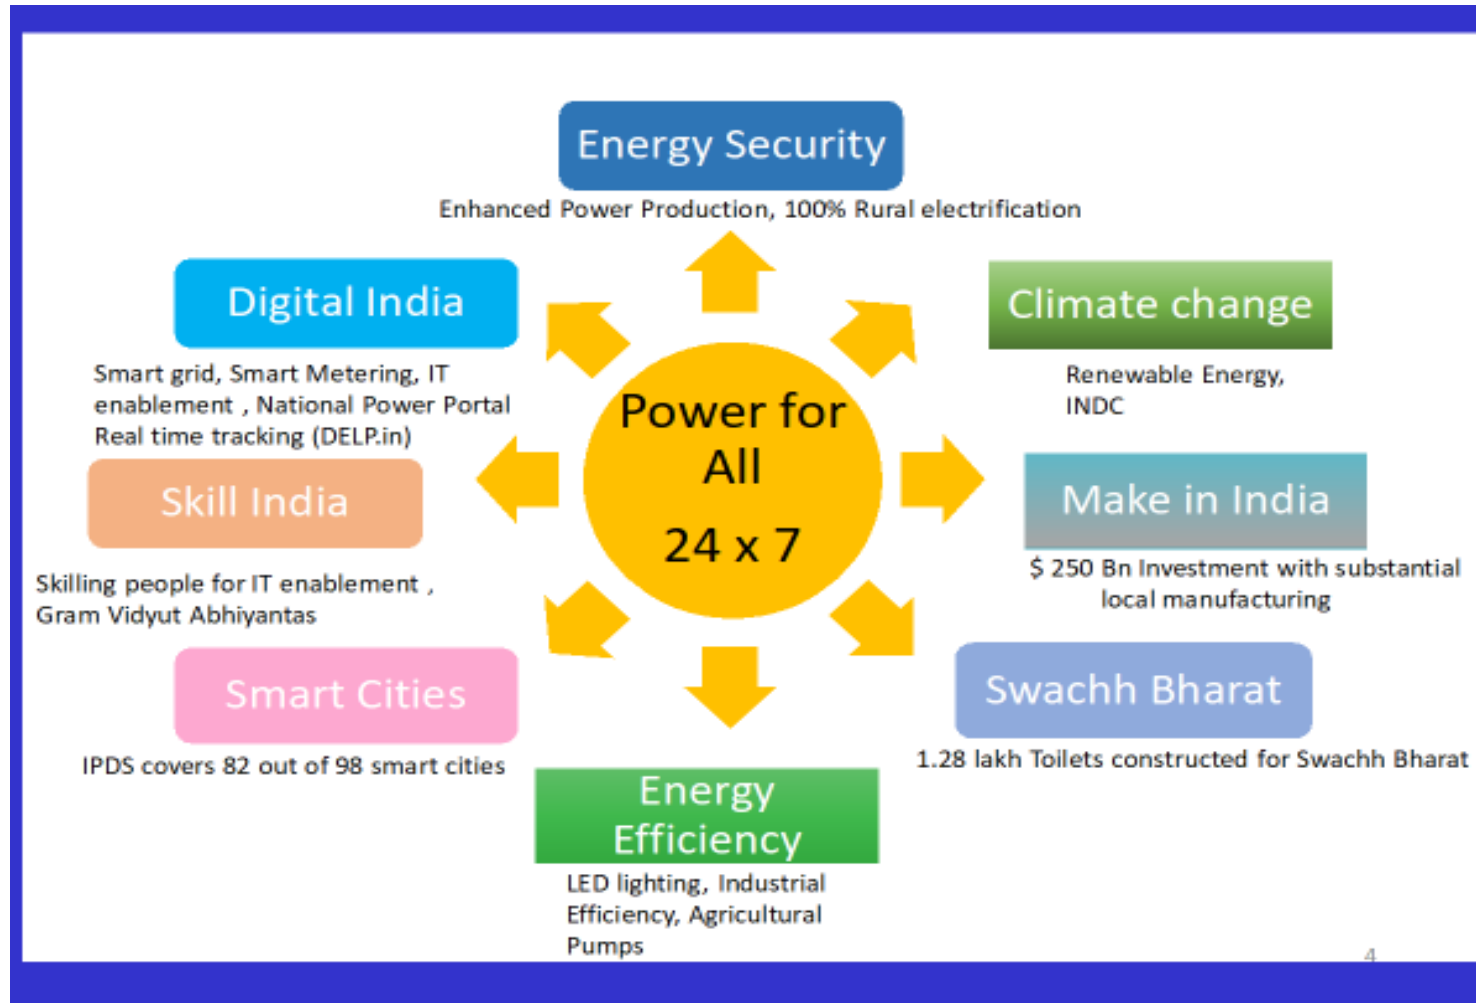 Energy Security
Enhanced Power Production, 100% Rural electrification
Digital India
Smart grid, Smart Metering, IT
enablement , National Power Portal
Real time tracking (DELP.in)
Climate change
Renewable Energy,
INDC
Power for
All
24 x 7
Skill India
Skilling people for IT enablement ,
Gram Vidyut Abhiyantas
Make in India
$ 250 Bn Investment with substantial
local manufacturing
Smart Cities
IPDS covers 82 out of 98 smart cities
Swachh Bharat
1.28 lakh Toilets constructed for Swachh Bharat
Energy
Efficiency
LED lighting, Industrial
Efficiency, Agricultural
Pumps
4